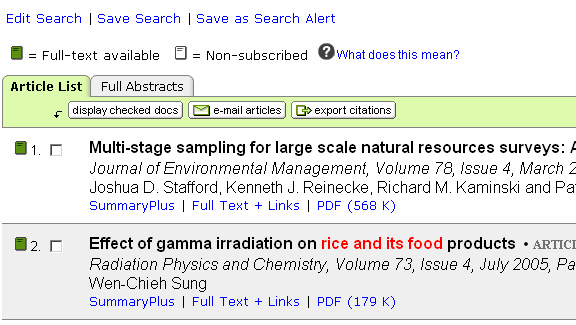 Edit Search | Save Search | Save as Search Alert
= Full-text available = Non-subscribed ? What does this mean?
Article List Full Abstracts
display checked docs e-mail articles export citations
1. Multi-stage sampling for large scale natural resources surveys: A
Journal of Environmental Management, Volume 78, Issue 4, March 2
Joshua D. Stafford, Kenneth J. Reinecke, Richard M. Kaminski and Pa
SummaryPlus | Full Text + Links | PDF (568 K)
2. Effect of gamma irradiation on rice and its food products • ARTIC
Radiation Physics and Chemistry, Volume 73, Issue 4, July 2005, Pa
Wen-Chieh Sung
SummaryPlus | Full Text + Links | PDF (179 K)